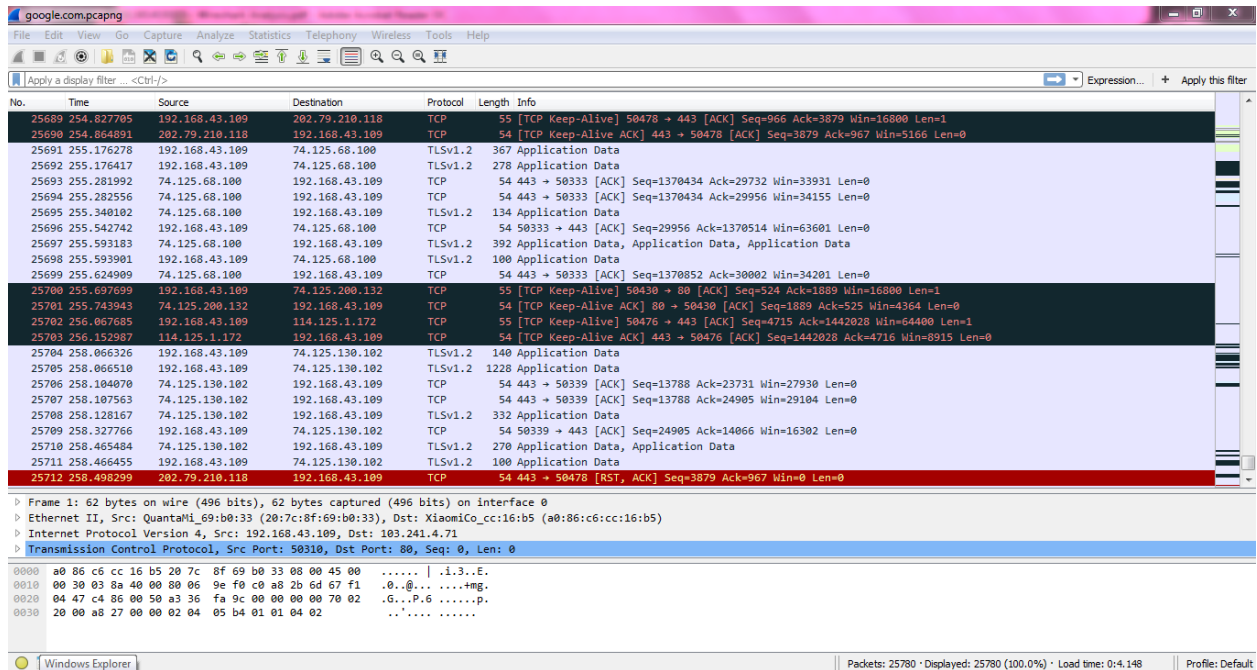 google.com.pcapng
File Edit View Go Capture Analyze Statistics Telephony Wireless Tools Help
Apply a display filter ... <Ctrl-/> Expression... + Apply this filter
No. Time Source Destination Protocol Length Info
25689 254.827705 192.168.43.109 202.79.210.118 TCP 55 [TCP Keep-Alive] 50478 → 443 [ACK] Seq=966 Ack=3879 Win=16800 Len=1
25690 254.864891 202.79.210.118 192.168.43.109 TCP 54 [TCP Keep-Alive ACK] 443 → 50478 [ACK] Seq=3879 Ack=967 Win=5166 Len=0
25691 255.176278 192.168.43.109 74.125.68.100 TLSv1.2 367 Application Data
25692 255.176417 192.168.43.109 74.125.68.100 TLSv1.2 278 Application Data
25693 255.281992 74.125.68.100 192.168.43.109 TCP 54 443 → 50333 [ACK] Seq=1370434 Ack=29732 Win=33931 Len=0
25694 255.282556 74.125.68.100 192.168.43.109 TCP 54 443 → 50333 [ACK] Seq=1370434 Ack=29956 Win=34155 Len=0
25695 255.340102 74.125.68.100 192.168.43.109 TLSv1.2 134 Application Data
25696 255.542742 192.168.43.109 74.125.68.100 TCP 54 50333 → 443 [ACK] Seq=29956 Ack=1370514 Win=63601 Len=0
25697 255.593183 74.125.68.100 192.168.43.109 TLSv1.2 392 Application Data, Application Data, Application Data
25698 255.593901 192.168.43.109 74.125.68.100 TLSv1.2 100 Application Data
25699 255.624909 74.125.68.100 192.168.43.109 TCP 54 443 → 50333 [ACK] Seq=1370852 Ack=30002 Win=34201 Len=0
25700 255.697699 192.168.43.109 74.125.200.132 TCP 55 [TCP Keep-Alive] 50430 → 80 [ACK] Seq=524 Ack=1889 Win=16800 Len=1
25701 255.743943 74.125.200.132 192.168.43.109 TCP 54 [TCP Keep-Alive ACK] 80 → 50430 [ACK] Seq=1889 Ack=525 Win=4364 Len=0
25702 256.067685 192.168.43.109 114.125.1.172 TCP 55 [TCP Keep-Alive] 50476 → 443 [ACK] Seq=4715 Ack=1442028 Win=64400 Len=1
25703 256.152987 114.125.1.172 192.168.43.109 TCP 54 [TCP Keep-Alive ACK] 443 → 50476 [ACK] Seq=1442028 Ack=4716 Win=8915 Len=0
25704 258.066326 192.168.43.109 74.125.130.102 TLSv1.2 140 Application Data
25705 258.066510 192.168.43.109 74.125.130.102 TLSv1.2 1228 Application Data
25706 258.104070 74.125.130.102 192.168.43.109 TCP 54 443 → 50339 [ACK] Seq=13788 Ack=23731 Win=27930 Len=0
25707 258.107563 74.125.130.102 192.168.43.109 TCP 54 443 → 50339 [ACK] Seq=13788 Ack=24905 Win=29104 Len=0
25708 258.128167 74.125.130.102 192.168.43.109 TLSv1.2 332 Application Data
25709 258.327766 192.168.43.109 74.125.130.102 TCP 54 50339 → 443 [ACK] Seq=24905 Ack=14066 Win=16302 Len=0
25710 258.465484 74.125.130.102 192.168.43.109 TLSv1.2 270 Application Data, Application Data
25711 258.466455 192.168.43.109 74.125.130.102 TLSv1.2 100 Application Data
25712 258.498299 202.79.210.118 192.168.43.109 TCP 54 443 → 50478 [RST, ACK] Seq=3879 Ack=967 Win=0 Len=0
Frame 1: 62 bytes on wire (496 bits), 62 bytes captured (496 bits) on interface 0
Ethernet II, Src: QuantaMi_69:b0:33 (20:7c:8f:69:b0:33), Dst: XiaomiCo_cc:16:b5 (a0:86:c6:cc:16:b5)
Internet Protocol Version 4, Src: 192.168.43.109, Dst: 103.241.4.71
Transmission Control Protocol, Src Port: 50310, Dst Port: 80, Seq: 0, Len: 0
0000 a0 86 c6 cc 16 b5 20 7c 8f 69 b0 33 08 00 45 00 ...... | .i.3..E.
0010 00 30 03 8a 40 00 80 06 9e f0 c0 a8 2b 6d 67 f1 .0..@... ....+mg.
0020 04 47 c4 86 00 50 a3 36 fa 9c 00 00 00 00 70 02 .G...P.6 ......p.
0030 20 00 a8 27 00 00 02 04 05 b4 01 01 04 02 ..'.... ......
Windows Explorer Packets: 25780 · Displayed: 25780 (100.0%) · Load time: 0:4.148 Profile: Default